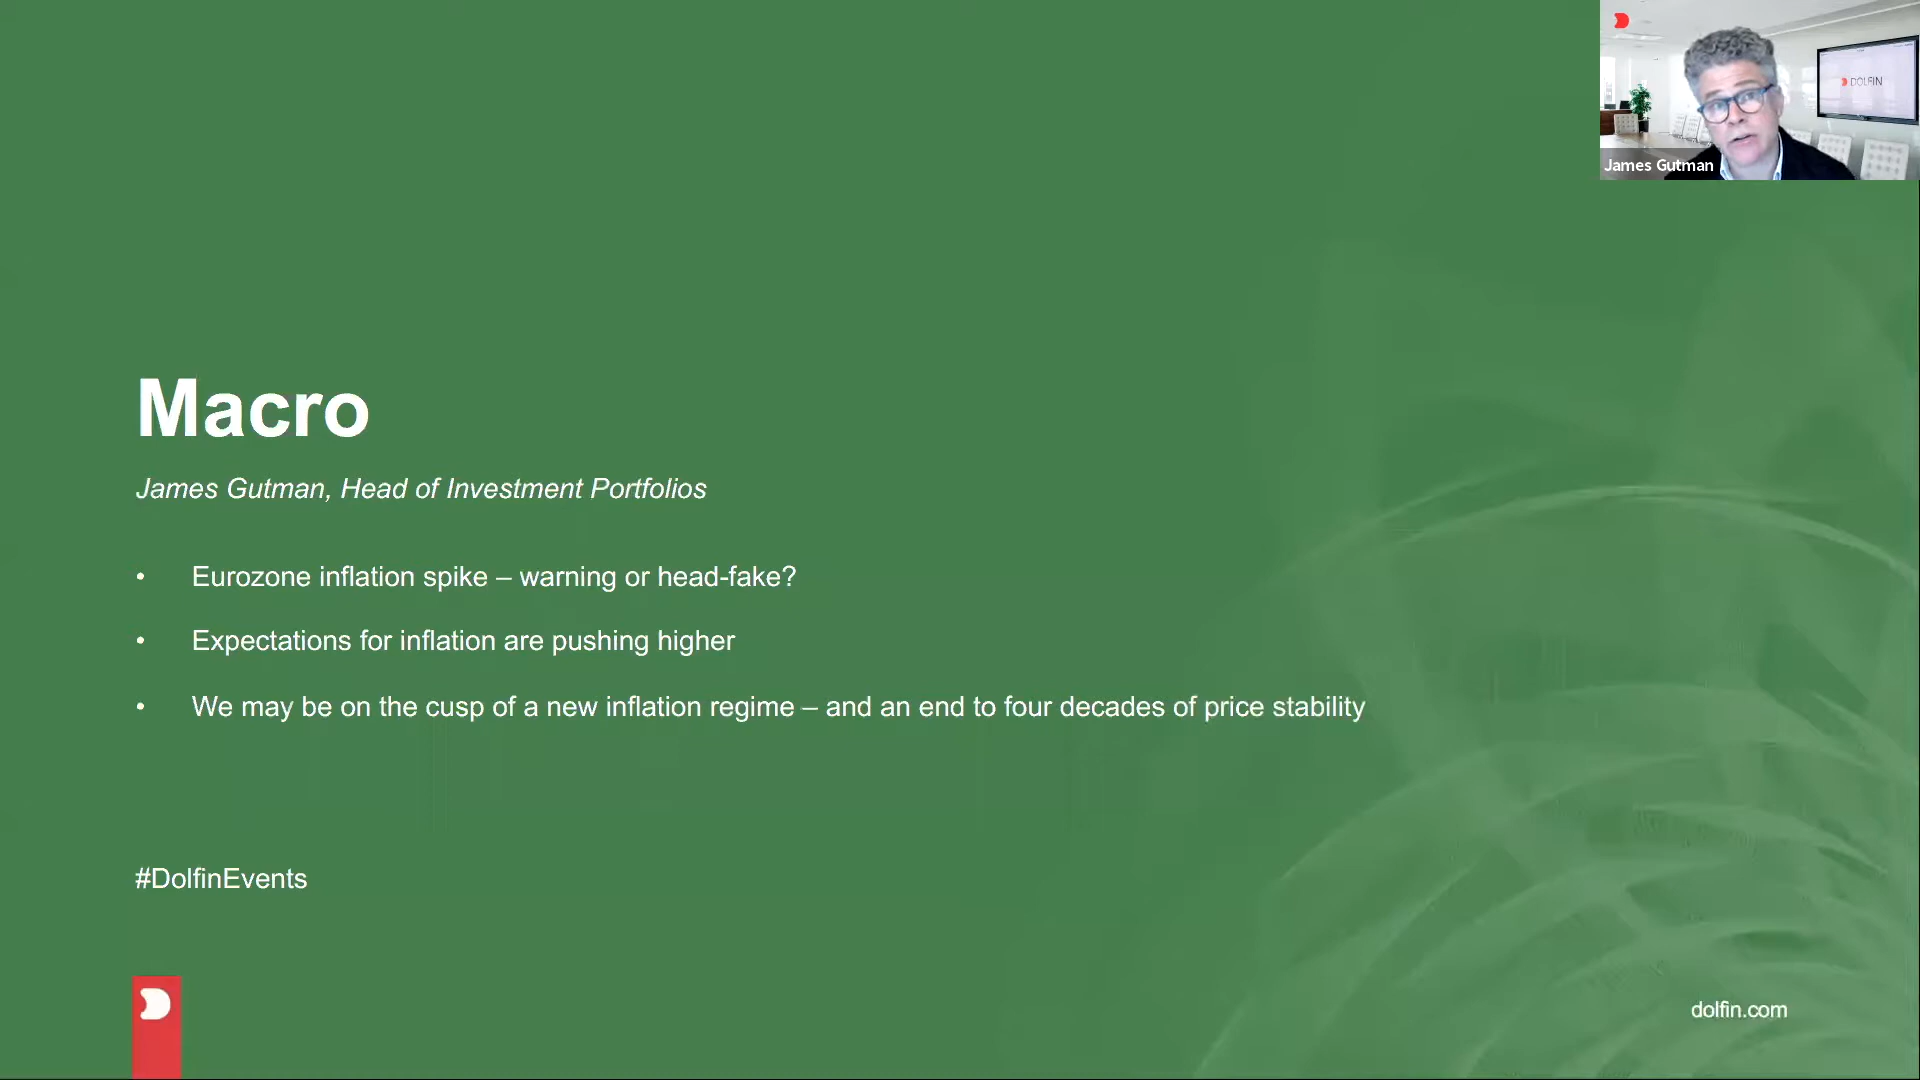 DOLFIN
James Gutman
Macro
James Gutman, Head of Investment Portfolios
• Eurozone inflation spike – warning or head-fake?
• Expectations for inflation are pushing higher
• We may be on the cusp of a new inflation regime – and an end to four decades of price stability
#DolfinEvents
dolfin.com